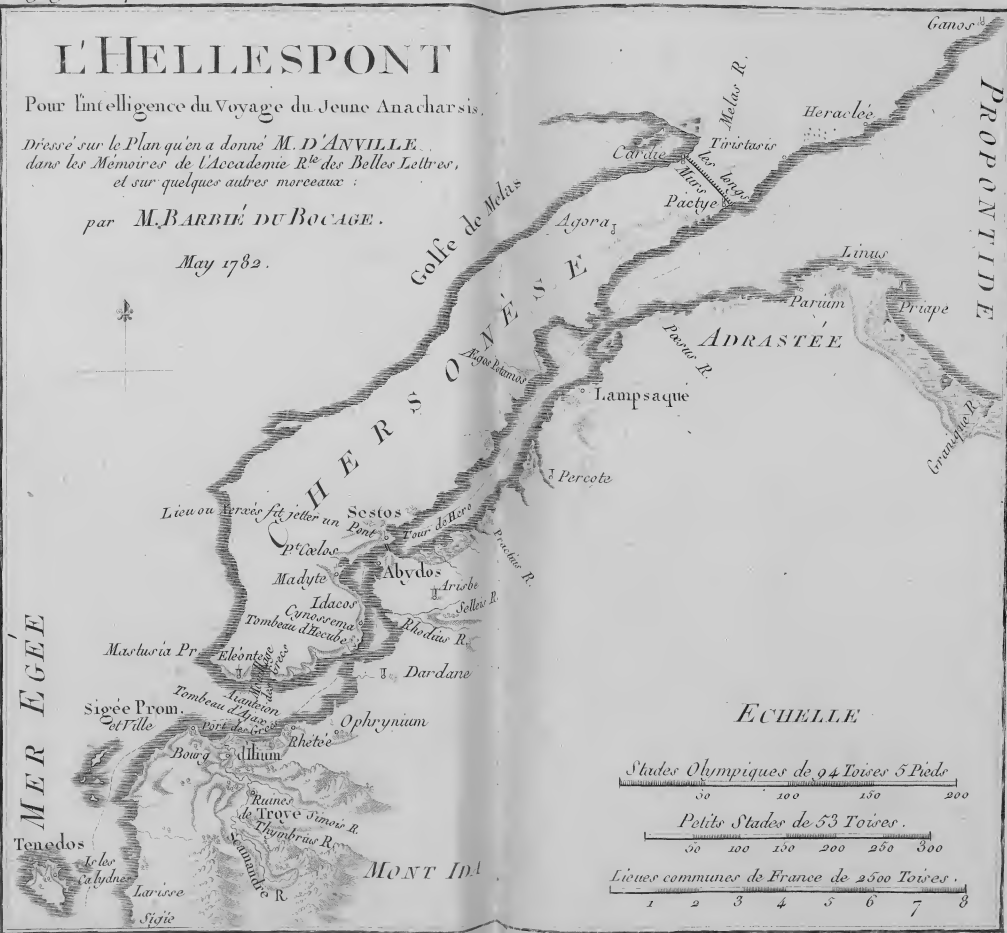 L'HELLESPONT
Pour l'intelligence du Voyage du Jeune Anacharsis.
Dressé sur le Plan qu'en a donné M. D'ANVILLE
dans les Mémoires de l'Accademie Rle des Belles Lettres,
et sur quelques autres morceaux :
par M. BARBIÉ DU BOCAGE.
May 1782.
Ganos
PROPONTIDE
Melas R.
Heraclée
Tiristasis
Cardie
les longs
Murs
Pactye
Agora
Golfe de Melas
CHERSONÉSE
Linus
Parium
Priape
ADRASTÉE
Pæsus R.
Ægos Potamos
Lampsaque
Granique R.
Percote
Lieu ou Xerxés fit jetter un Pont
Sestos
Tour de Hero
Pt. Cœlos
Abydos
Practius R.
Madyte
Arisbe
Idacos
Selleis R.
Cynossema
Tombeau d'Hecube
Rhodius R.
Mastusia Pr.
Eléonte
Dardane
MER EGÉE
Aianteion
Tombeau d'Ajax
Sigée Prom.
et Ville
Port des Grecs
Ophrynium
Rhétée
Bourg d'Ilium
Ruines
de Troye
Simois R.
Thymbrius R.
Scamandre R
MONT IDA
Tenedos
Isles
Calydnes
Larisse
Sigie
ECHELLE
Stades Olympiques de 94 Toises 5 Pieds
50 100 150 200
Petits Stades de 53 Toises.
50 100 150 200 250 300
Lieues communes de France de 2500 Toises.
1 2 3 4 5 6 7 8